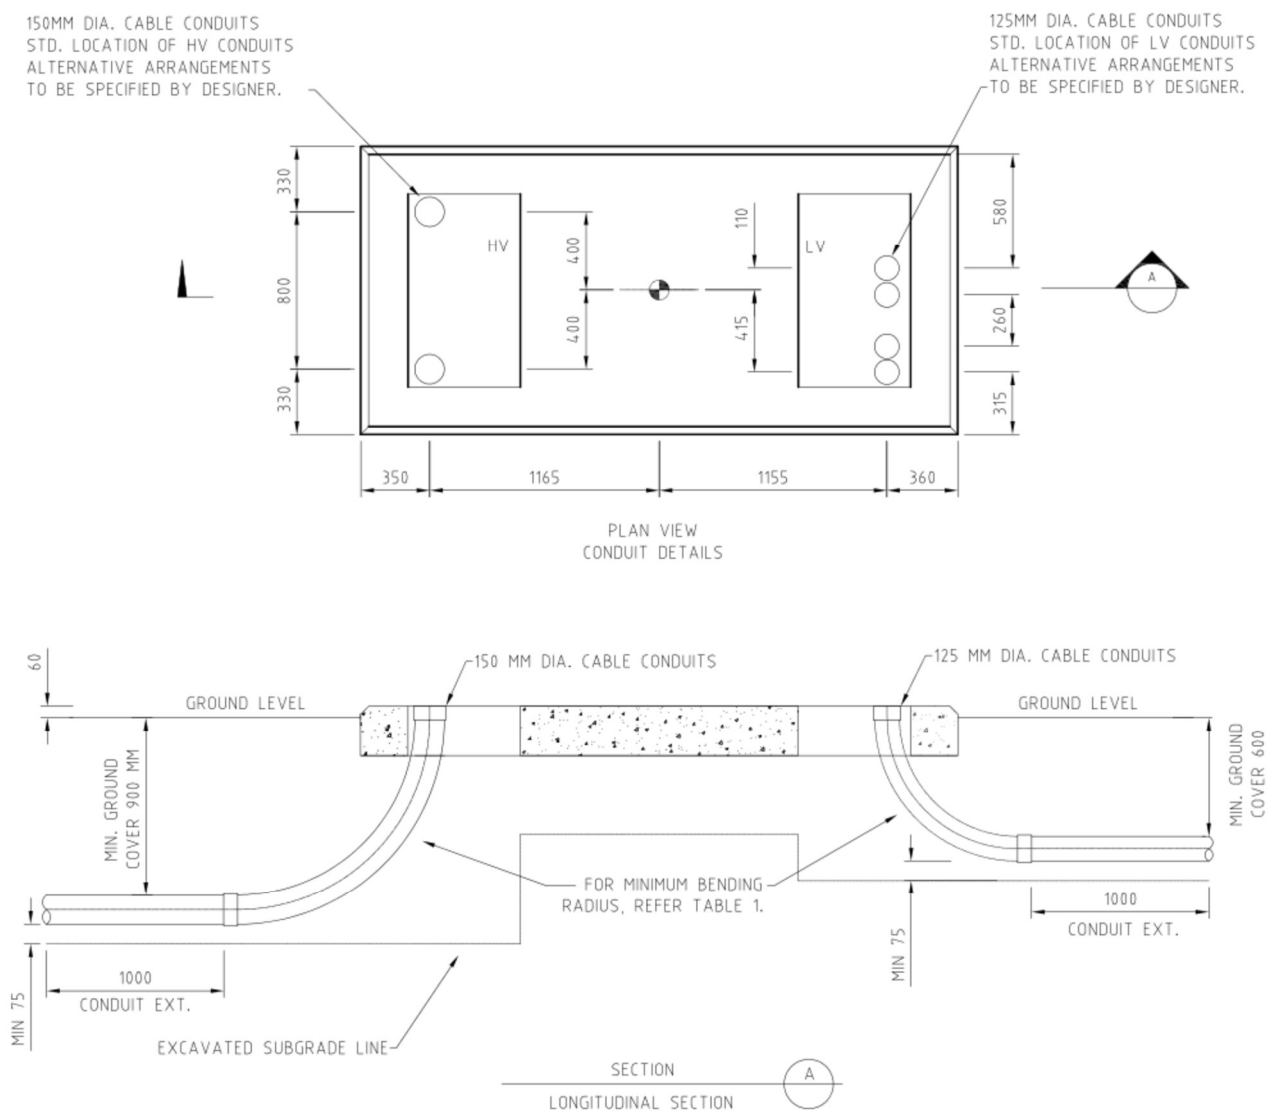 150MM DIA. CABLE CONDUITS
STD. LOCATION OF HV CONDUITS
ALTERNATIVE ARRANGEMENTS
TO BE SPECIFIED BY DESIGNER.
125MM DIA. CABLE CONDUITS
STD. LOCATION OF LV CONDUITS
ALTERNATIVE ARRANGEMENTS
TO BE SPECIFIED BY DESIGNER.
330
800
330
HV
400
400
110
415
LV
580
260
315
A
350
1165
1155
360
PLAN VIEW
CONDUIT DETAILS
60
GROUND LEVEL
150 MM DIA. CABLE CONDUITS
125 MM DIA. CABLE CONDUITS
GROUND LEVEL
MIN. GROUND
COVER 900 MM
MIN. GROUND
COVER 600
FOR MINIMUM BENDING
RADIUS, REFER TABLE 1.
1000
CONDUIT EXT.
MIN 75
MIN 75
1000
CONDUIT EXT.
EXCAVATED SUBGRADE LINE
SECTION
A
LONGITUDINAL SECTION